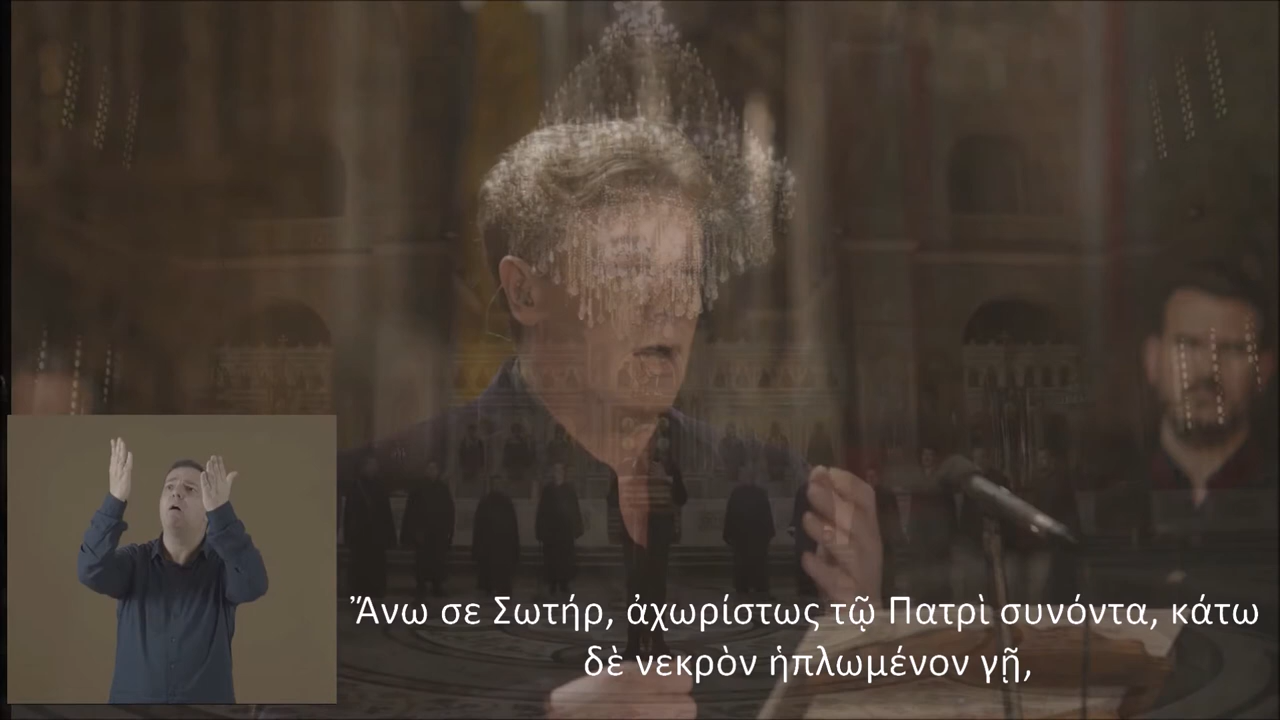 Ἄνω σε Σωτήρ, ἀχωρίστως τῷ Πατρὶ συνόντα, κάτω
δὲ νεκρὸν ἡπλωμένον γῇ,